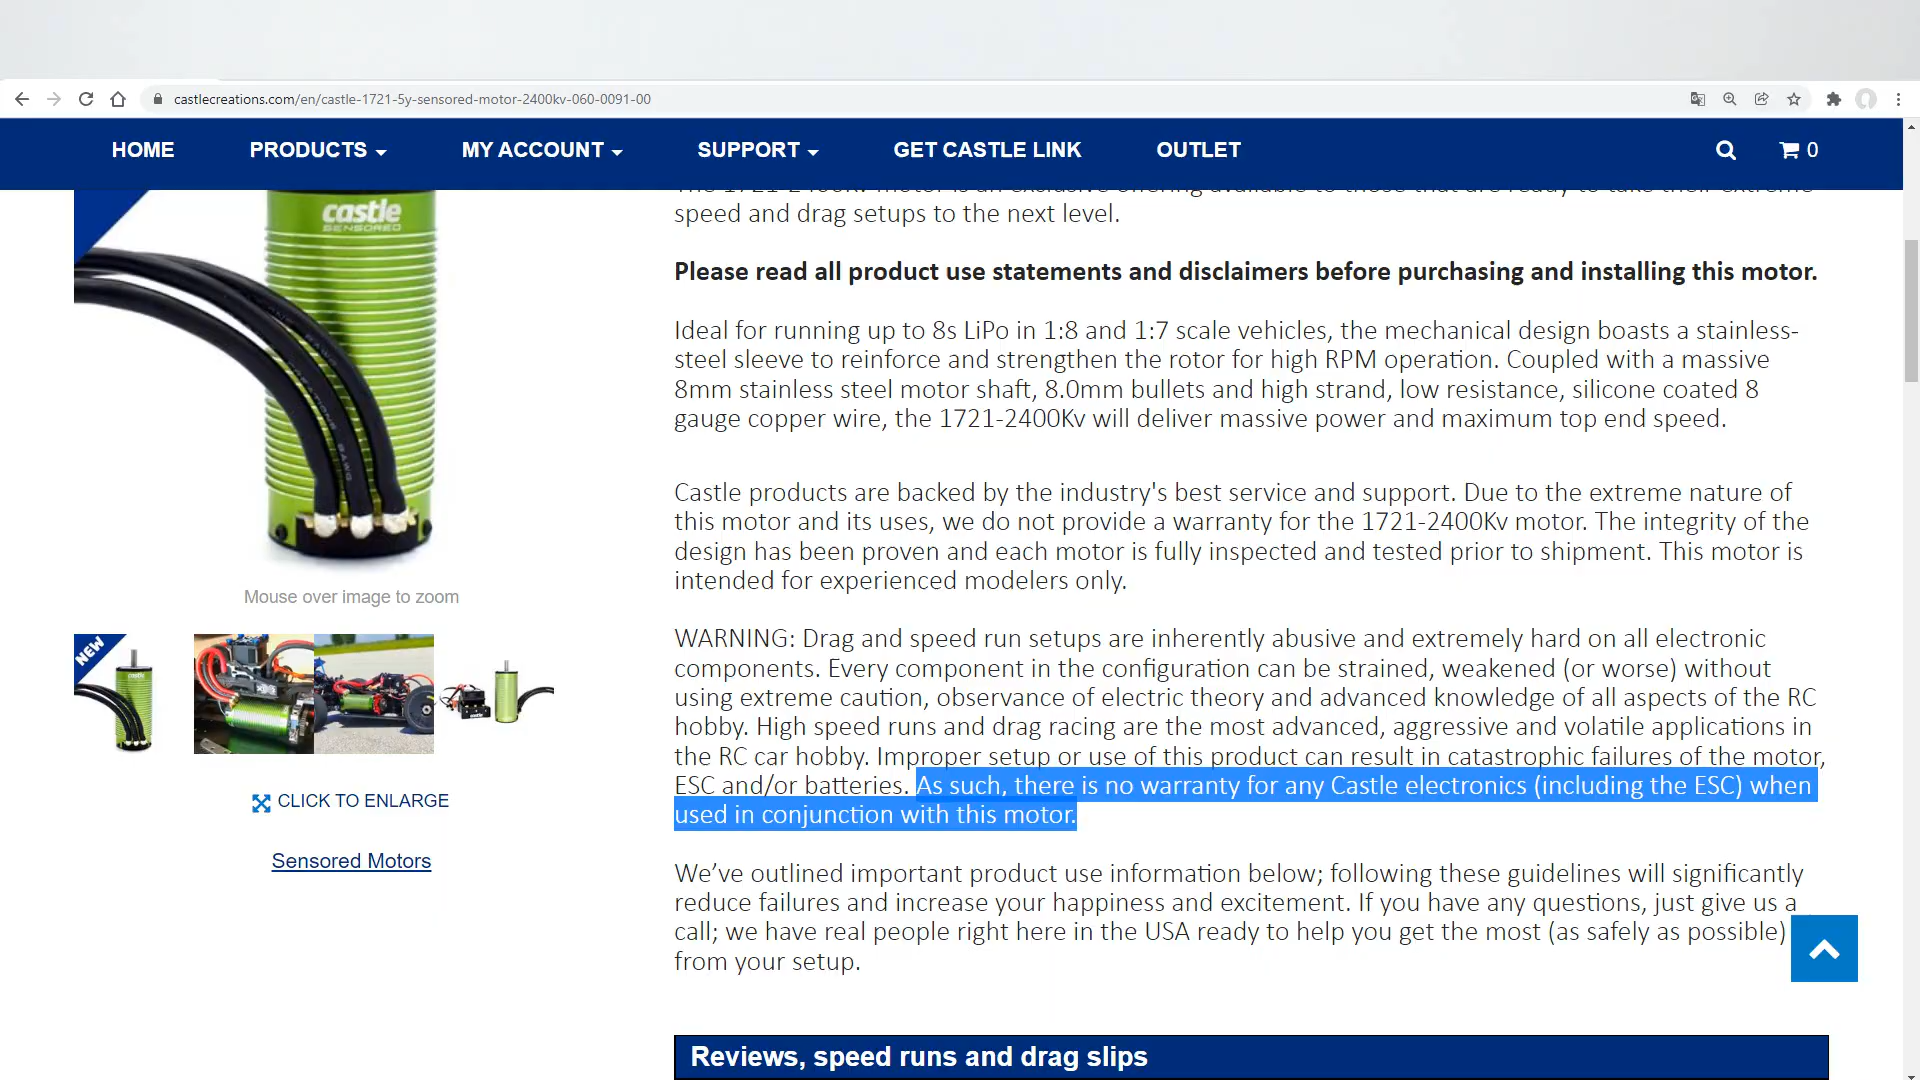 castlecreations.com/en/castle-1721-5y-sensored-motor-2400kv-060-0091-00
HOME PRODUCTS MY ACCOUNT SUPPORT GET CASTLE LINK OUTLET 0
speed and drag setups to the next level.
Please read all product use statements and disclaimers before purchasing and installing this motor.
Ideal for running up to 8s LiPo in 1:8 and 1:7 scale vehicles, the mechanical design boasts a stainless-
steel sleeve to reinforce and strengthen the rotor for high RPM operation. Coupled with a massive
8mm stainless steel motor shaft, 8.0mm bullets and high strand, low resistance, silicone coated 8
gauge copper wire, the 1721-2400Kv will deliver massive power and maximum top end speed.
Castle products are backed by the industry's best service and support. Due to the extreme nature of
this motor and its uses, we do not provide a warranty for the 1721-2400Kv motor. The integrity of the
design has been proven and each motor is fully inspected and tested prior to shipment. This motor is
intended for experienced modelers only.
WARNING: Drag and speed run setups are inherently abusive and extremely hard on all electronic
components. Every component in the configuration can be strained, weakened (or worse) without
using extreme caution, observance of electric theory and advanced knowledge of all aspects of the RC
hobby. High speed runs and drag racing are the most advanced, aggressive and volatile applications in
the RC car hobby. Improper setup or use of this product can result in catastrophic failures of the motor,
ESC and/or batteries. As such, there is no warranty for any Castle electronics (including the ESC) when
used in conjunction with this motor.
We’ve outlined important product use information below; following these guidelines will significantly
reduce failures and increase your happiness and excitement. If you have any questions, just give us a
call; we have real people right here in the USA ready to help you get the most (as safely as possible)
from your setup.
Reviews, speed runs and drag slips
castle
SENSORED
Mouse over image to zoom
NEW
castle
CLICK TO ENLARGE
Sensored Motors